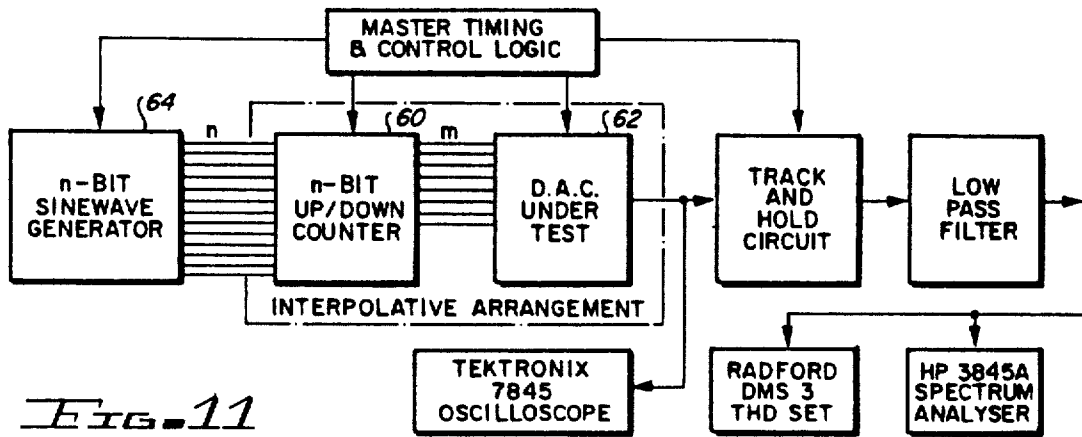 MASTER TIMING
& CONTROL LOGIC
64
n
60
m
62
n-BIT
SINEWAVE
GENERATOR
n-BIT
UP/DOWN
COUNTER
D.A.C.
UNDER
TEST
TRACK
AND
HOLD
CIRCUIT
LOW
PASS
FILTER
INTERPOLATIVE ARRANGEMENT
TEKTRONIX
7845
OSCILLOSCOPE
RADFORD
DMS 3
THD SET
HP 3845A
SPECTRUM
ANALYSER
FIG-11